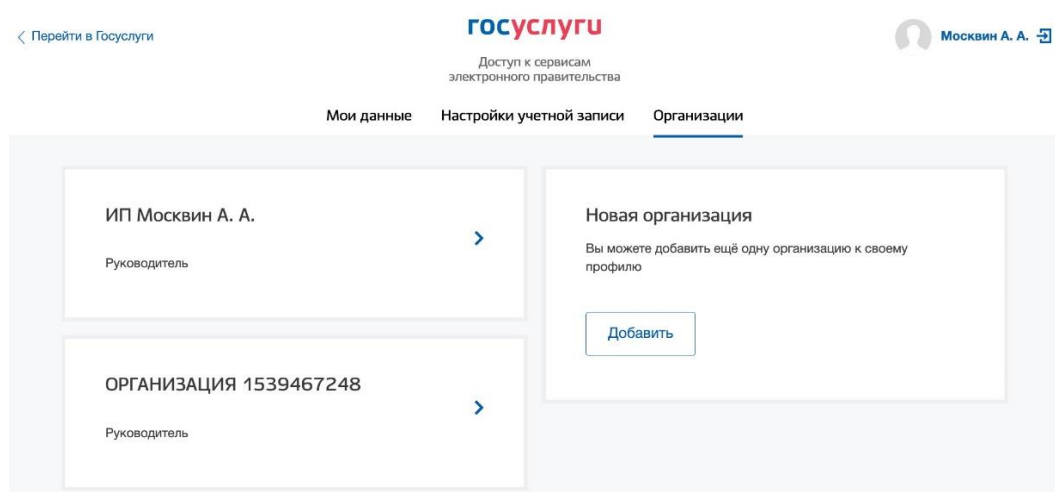 Перейти в Госуслуги
госуслуги
Москвин А. А.
Доступ к сервисам
электронного правительства
Мои данные Настройки учетной записи Организации
ИП Москвин А. А.
Руководитель
Новая организация
Вы можете добавить ещё одну организацию к своему
профилю
Добавить
ОРГАНИЗАЦИЯ 1539467248
Руководитель